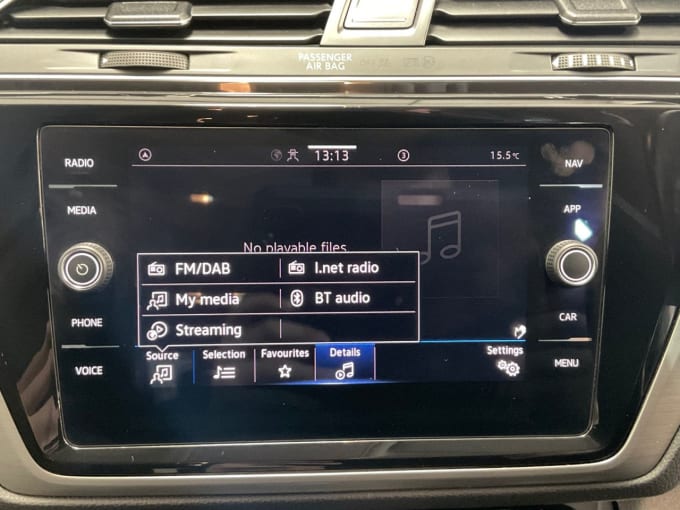 PASSENGER
AIR BAG
RADIO
MEDIA
PHONE
VOICE
13:13
3
15.5°C
No playable files.
FM/DAB
I.net radio
My media
BT audio
Streaming
Source
Selection
Favourites
Details
Settings
NAV
APP
CAR
MENU